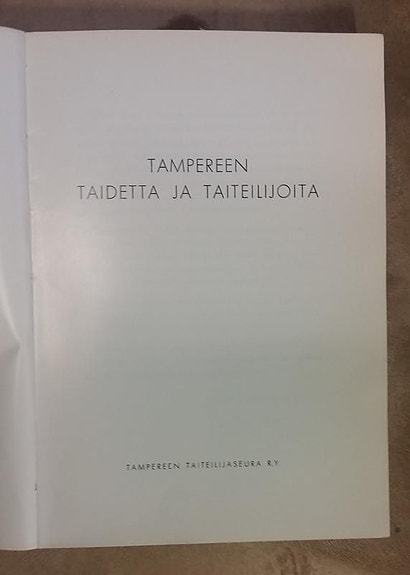 TAMPEREEN
TAIDETTA JA TAITEILIJOITA
TAMPEREEN TAITEILIJASEURA R.Y.